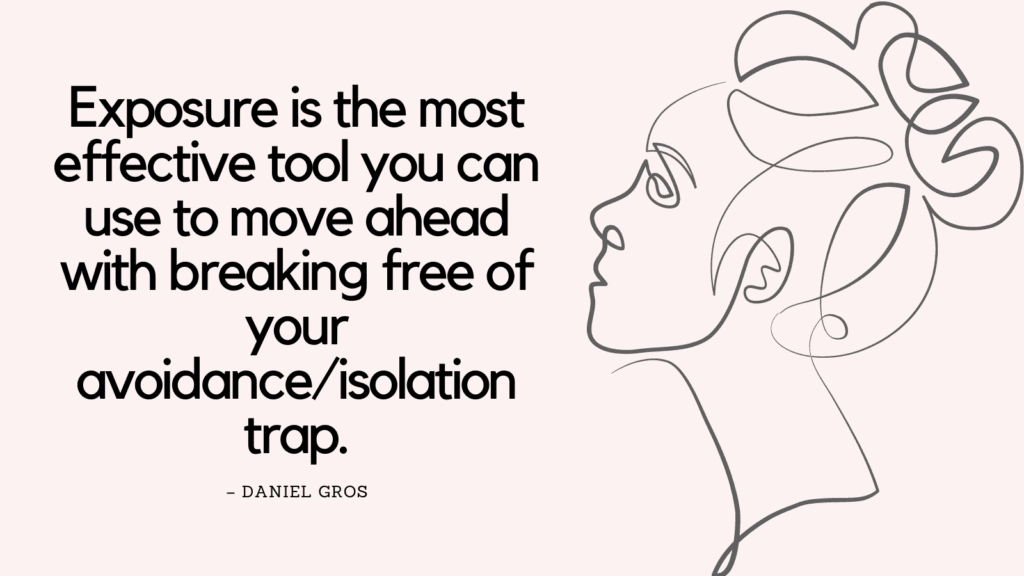 Exposure is the most
effective tool you can
use to move ahead
with breaking free of
your
avoidance/isolation
trap.
– DANIEL GROS